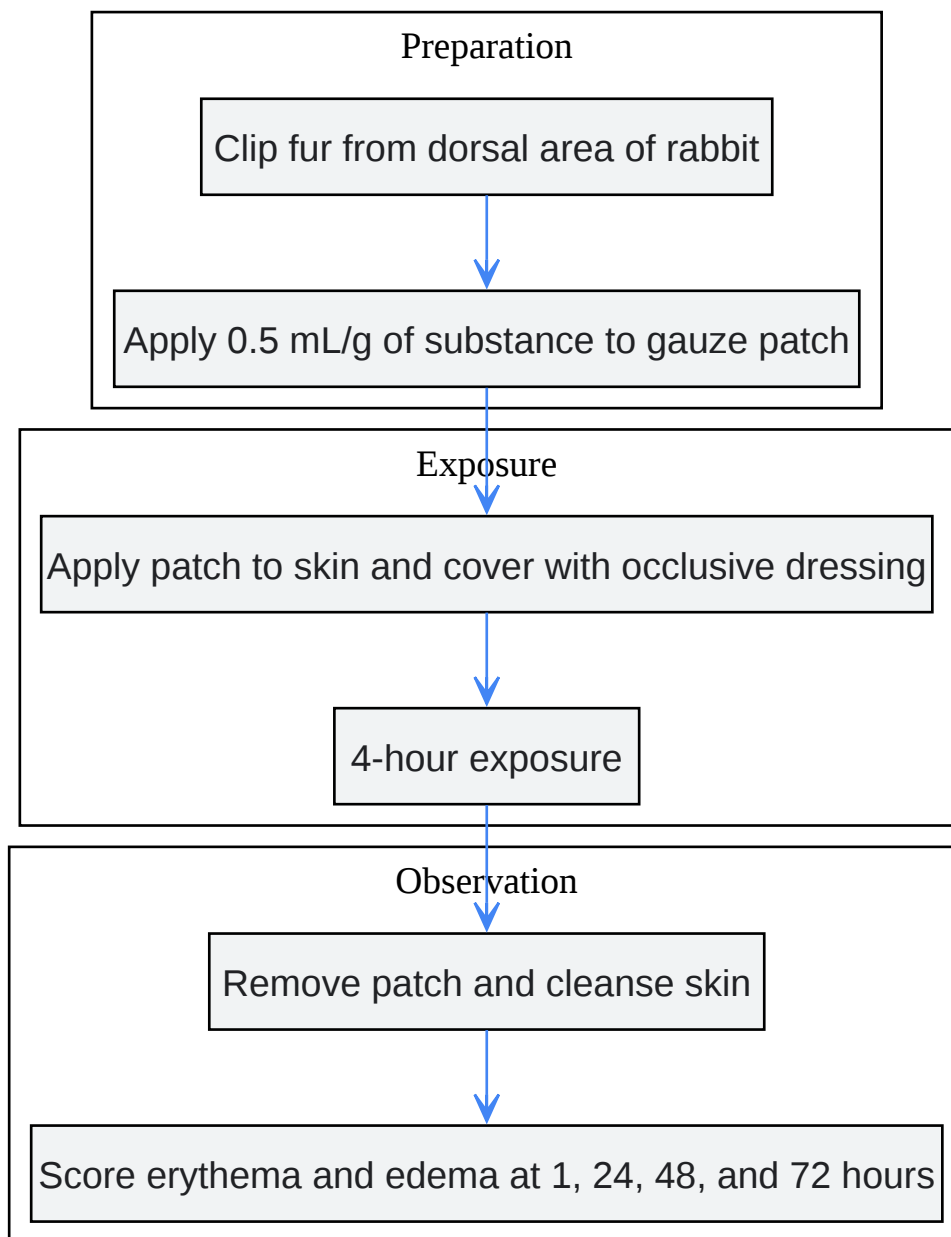 Preparation
Clip fur from dorsal area of rabbit
Apply 0.5 mL/g of substance to gauze patch
Exposure
Apply patch to skin and cover with occlusive dressing
4-hour exposure
Observation
Remove patch and cleanse skin
Score erythema and edema at 1, 24, 48, and 72 hours